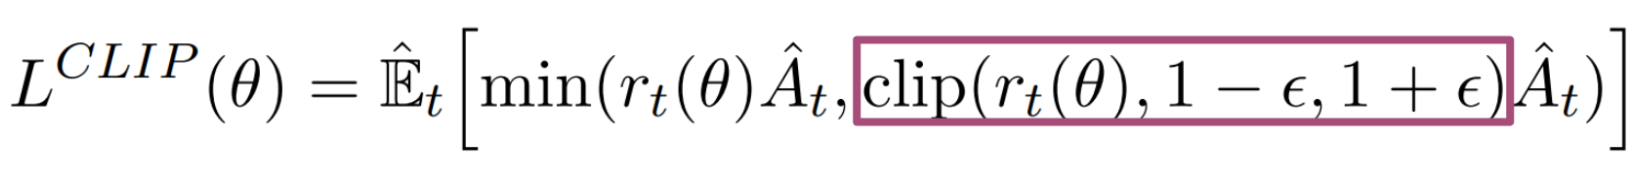 L^{CLIP}(θ) = 𝔼̂_t [ min(r_t(θ)Â_t, clip(r_t(θ), 1 − ϵ, 1 + ϵ)Â_t) ]